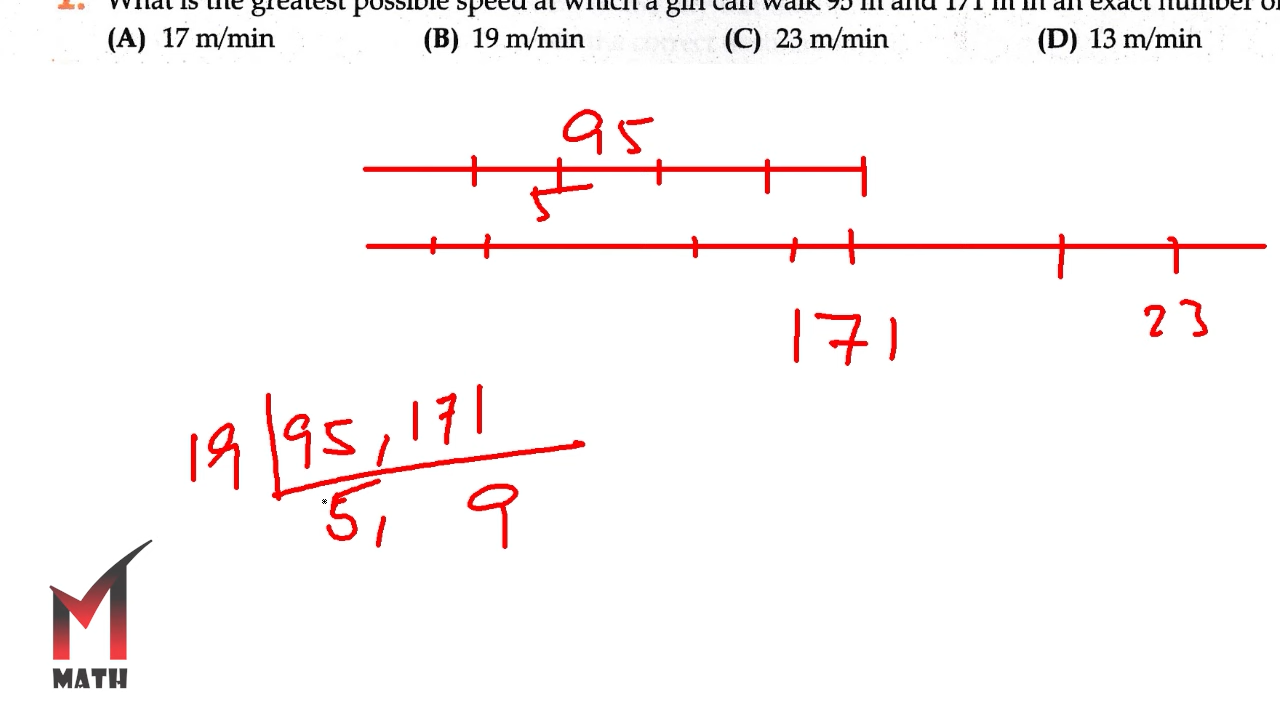 What is the greatest possible speed at which a girl can walk 95 m and 171 m in an exact number of
(A) 17 m/min (B) 19 m/min (C) 23 m/min (D) 13 m/min
95
5
171
23
19 95, 171
5, 9
MATH